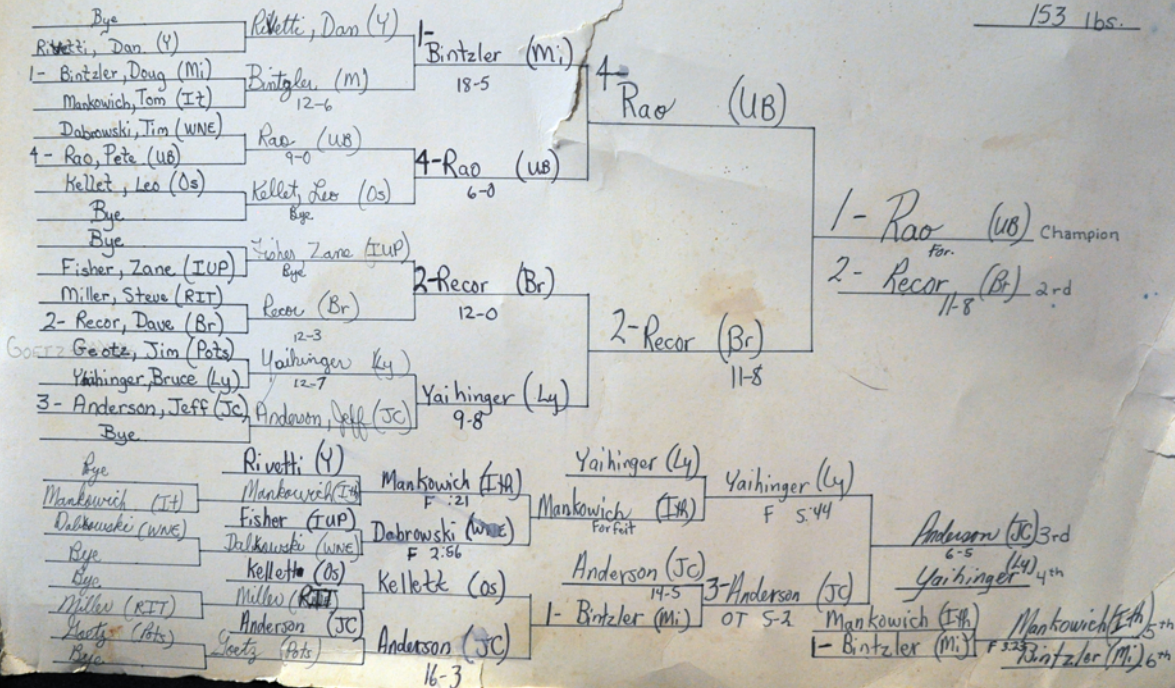 153 lbs.
Bye
Rivetti, Dan (Y)
1- Bintzler, Doug (Mi)
Mankowich, Tom (It)
Dabrowski, Tim (WNE)
4- Rao, Pete (UB)
Kellet, Leo (Os)
Bye
Bye
Fisher, Zane (IUP)
Miller, Steve (RIT)
2- Recor, Dave (Br)
GOETZ Geotz, Jim (Pots)
Yaihinger, Bruce (Ly)
3- Anderson, Jeff (JC)
Bye
Rivetti, Dan (Y)
Bintzler (M)
12-6
Rao (UB)
9-0
Kellet, Leo (Os)
Bye
Fisher Zane (IUP)
Bye
Recor (Br)
12-3
Yaihinger (Ly)
12-7
Anderson, Jeff (JC)
1- Bintzler (Mi)
18-5
4-Rao (UB)
6-0
2-Recor (Br)
12-0
Yaihinger (Ly)
9-8
4- Rao (UB)
2-Recor (Br)
11-8
1- Rao (UB) Champion
For.
2- Recor, (Br) 2rd
11-8
Bye
Mankowich (It)
Dabkowski (WNE)
Bye
Bye
Miller (RIT)
Goetz (Pots)
Bye
Rivetti (Y)
Mankowich (Ith)
Fisher (IUP)
Dalkowski (WNE)
Kellett (Os)
Miller (RIT)
Anderson (JC)
Goetz (Pots)
Mankowich (Ith)
F :21
Dabrowski (WNE)
F 2:56
Kellett (Os)
Anderson (JC)
16-3
Yaihinger (Ly)
Mankowich (Ith)
Forfeit
Anderson (JC)
14-5
1- Bintzler (Mi)
Yaihinger (Ly)
F 5:44
3-Anderson (JC)
OT 5-2
Anderson (JC) 3rd
6-5
Yaihinger (Ly) 4th
Mankowich (Ith)
1- Bintzler (Mi)
Mankowich (Ith) 5th
F 3:23
Bintzler (Mi) 6th